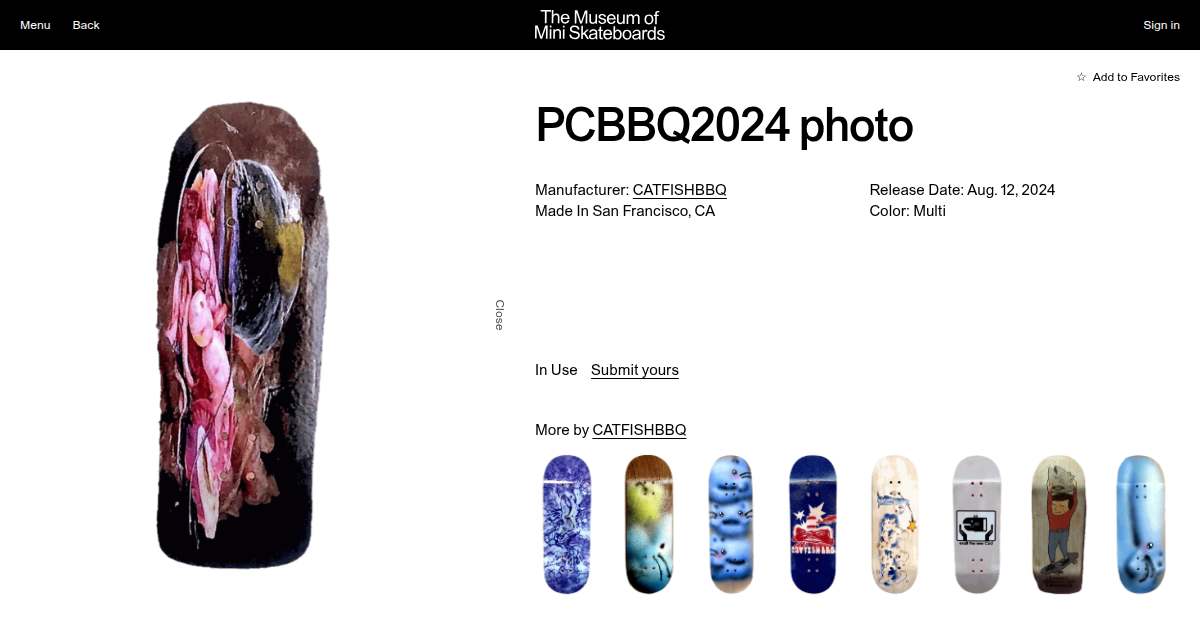 Menu
Back
The Museum of
Mini Skateboards
Sign in
☆ Add to Favorites
PCBBQ2024 photo
Manufacturer: CATFISHBBQ
Made In San Francisco, CA
Release Date: Aug. 12, 2024
Color: Multi
Close
In Use Submit yours
More by CATFISHBBQ